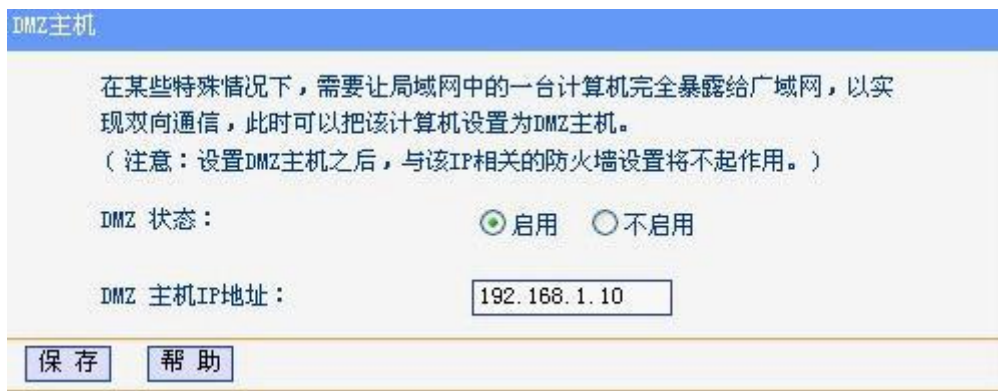 DMZ主机
在某些特殊情况下，需要让局域网中的一台计算机完全暴露给广域网，以实
现双向通信，此时可以把该计算机设置为DMZ主机。
（注意：设置DMZ主机之后，与该IP相关的防火墙设置将不起作用。）
DMZ 状态： 启用 不启用
DMZ 主机IP地址： 192.168.1.10
保 存 帮 助